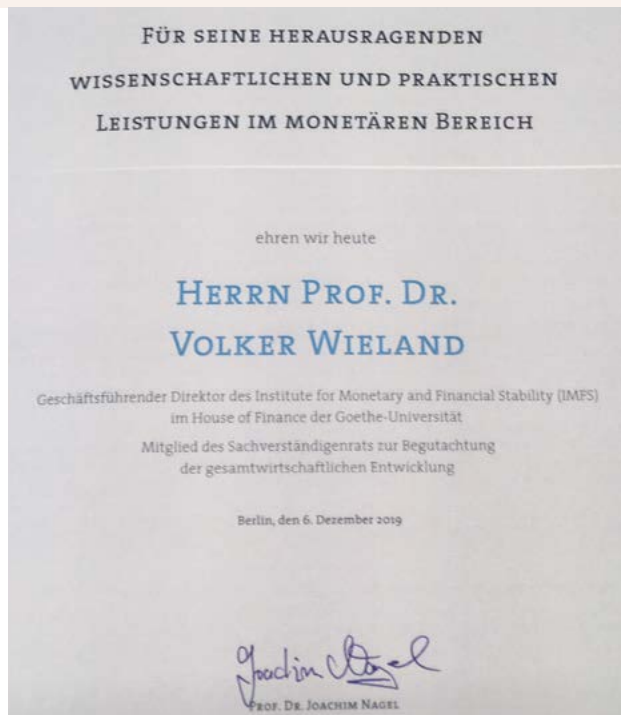 FÜR SEINE HERAUSRAGENDEN
WISSENSCHAFTLICHEN UND PRAKTISCHEN
LEISTUNGEN IM MONETÄREN BEREICH
ehren wir heute
HERRN PROF. DR.
VOLKER WIELAND
Geschäftsführender Direktor des Institute for Monetary and Financial Stability (IMFS)
im House of Finance der Goethe-Universität
Mitglied des Sachverständigenrats zur Begutachtung
der gesamtwirtschaftlichen Entwicklung
Berlin, den 6. Dezember 2019
Joachim Nagel
PROF. DR. JOACHIM NAGEL